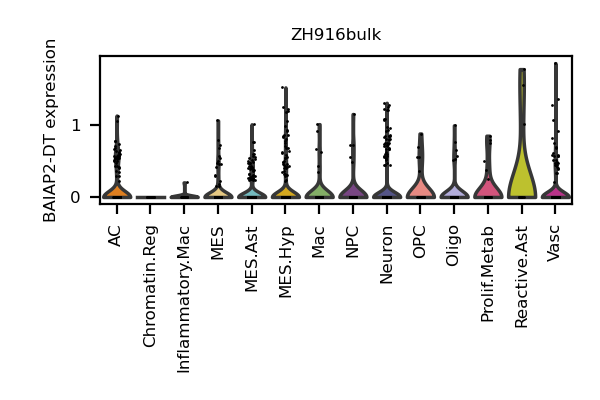 ZH916bulk
BAIAP2-DT expression
1
0
AC
Chromatin.Reg
Inflammatory.Mac
MES
MES.Ast
MES.Hyp
Mac
NPC
Neuron
OPC
Oligo
Prolif.Metab
Reactive.Ast
Vasc